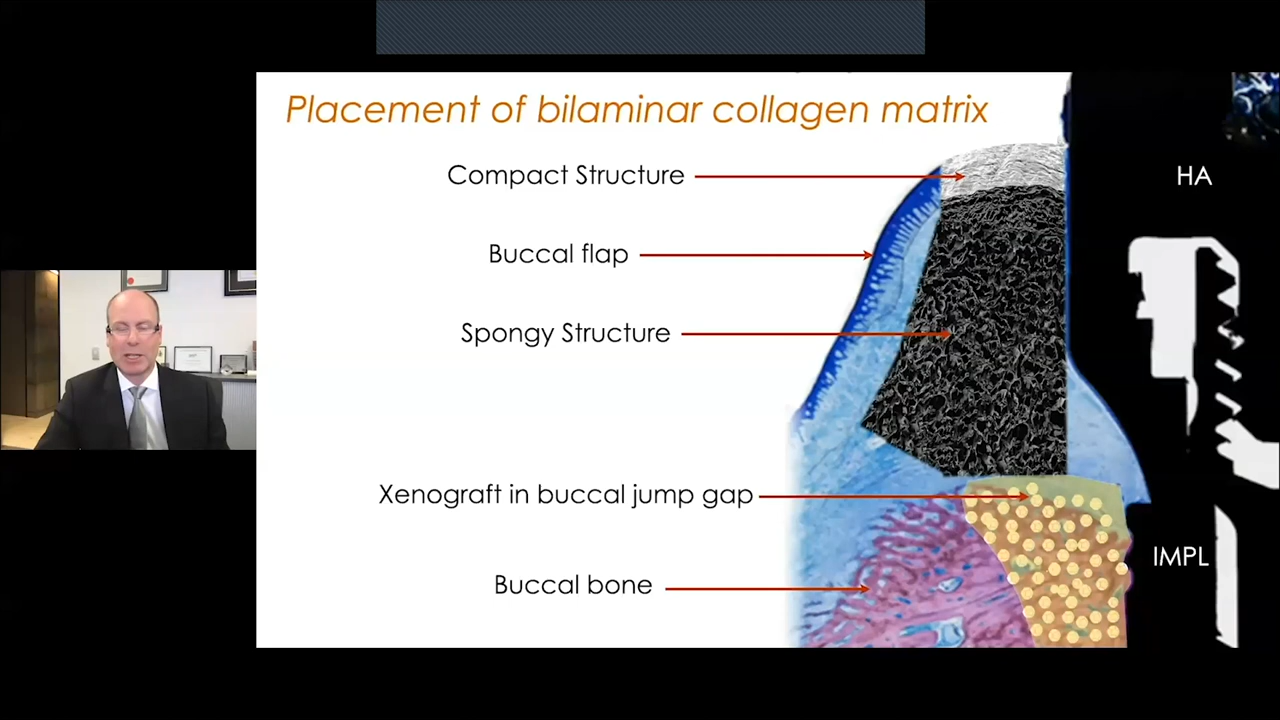 Placement of bilaminar collagen matrix
Compact Structure
HA
Buccal flap
Spongy Structure
Xenograft in buccal jump gap
IMPL
Buccal bone